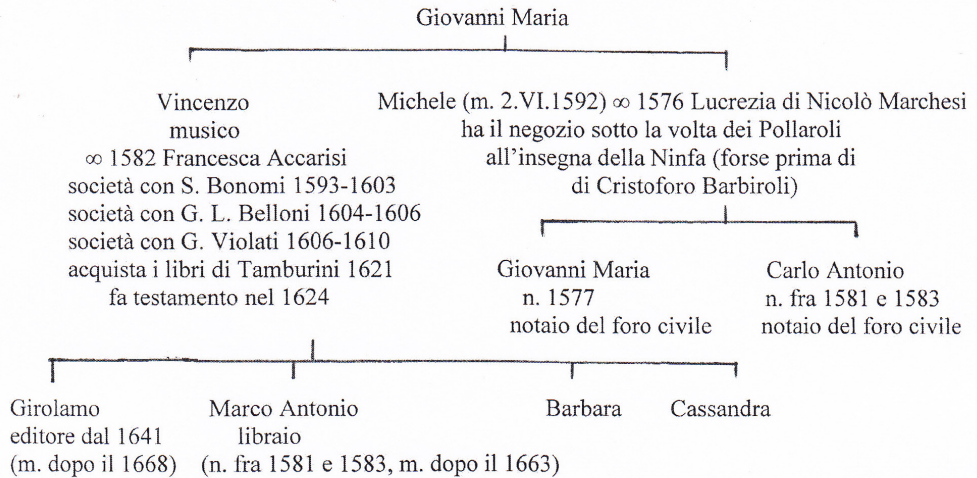 Giovanni Maria
Vincenzo
musico
∞ 1582 Francesca Accarisi
società con S. Bonomi 1593-1603
società con G. L. Belloni 1604-1606
società con G. Violati 1606-1610
acquista i libri di Tamburini 1621
fa testamento nel 1624
Michele (m. 2.VI.1592) ∞ 1576 Lucrezia di Nicolò Marchesi
ha il negozio sotto la volta dei Pollaroli
all'insegna della Ninfa (forse prima di
di Cristoforo Barbiroli)
Giovanni Maria
n. 1577
notaio del foro civile
Carlo Antonio
n. fra 1581 e 1583
notaio del foro civile
Girolamo
editore dal 1641
(m. dopo il 1668)
Marco Antonio
libraio
(n. fra 1581 e 1583, m. dopo il 1663)
Barbara
Cassandra